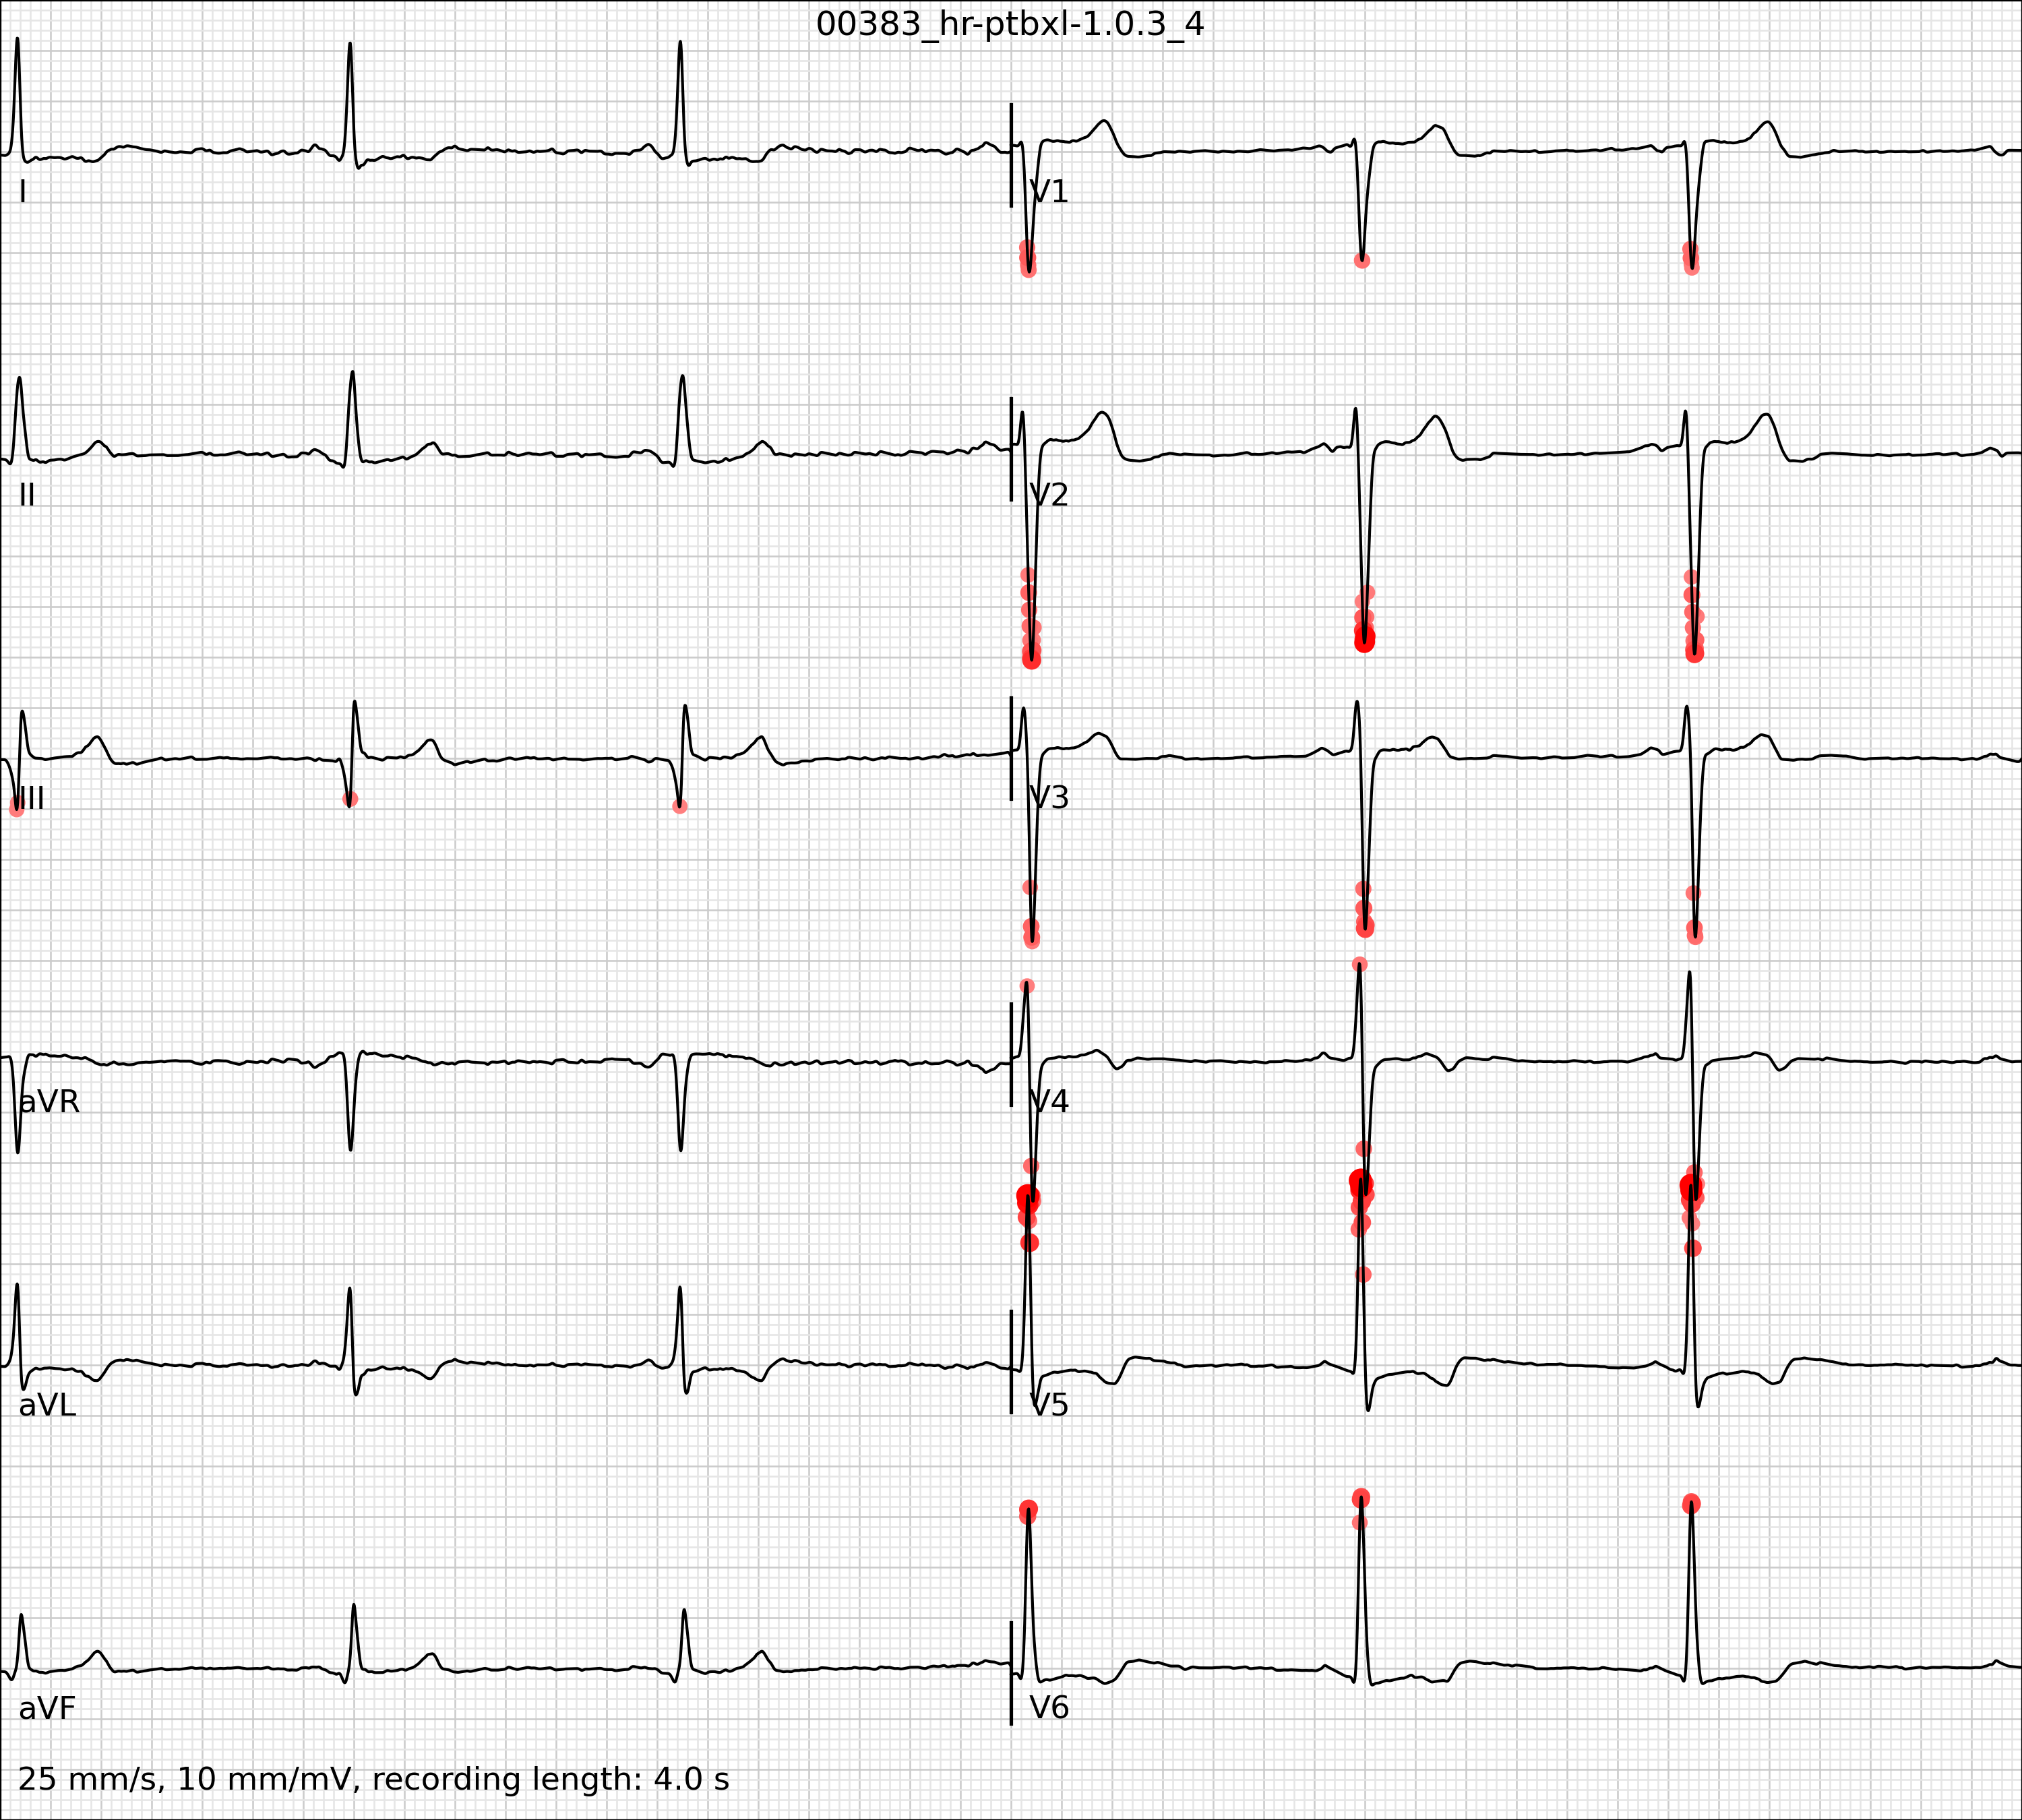 00383_hr-ptbxl-1.0.3_4
I
V1
II
V2
III
V3
aVR
V4
aVL
V5
aVF
V6
25 mm/s, 10 mm/mV, recording length: 4.0 s